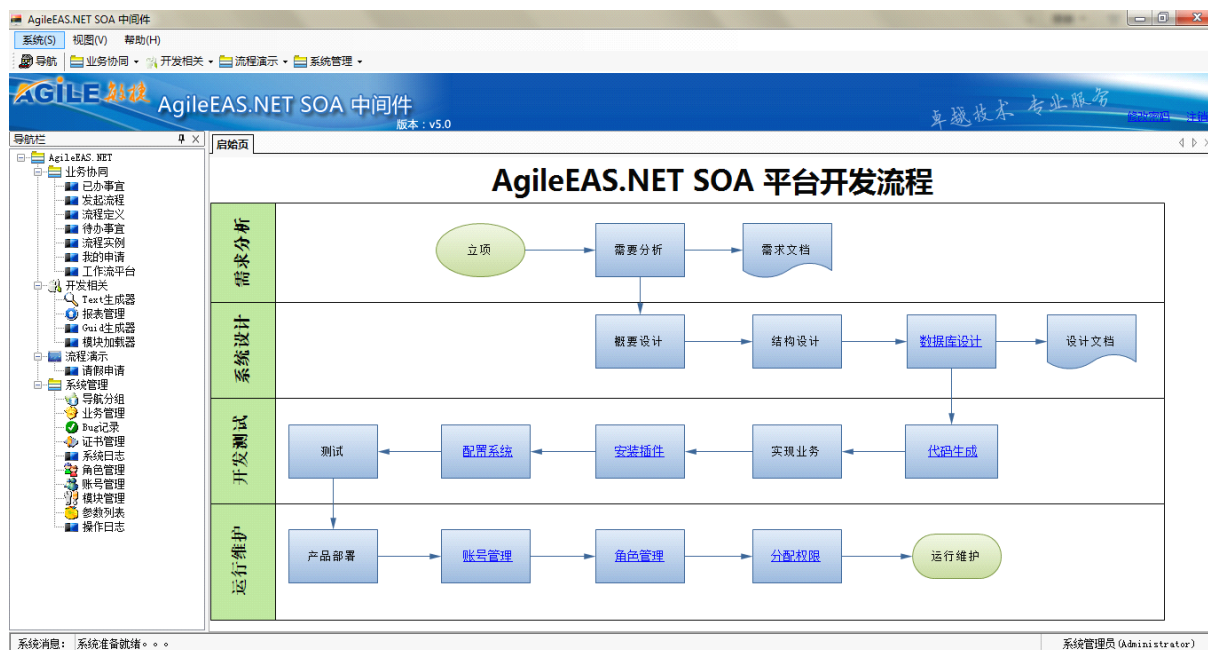 AgileEAS.NET SOA 中间件
系统(S) 视图(V) 帮助(H)
导航 业务协同 开发相关 流程演示 系统管理
AGILE
AgileEAS.NET SOA 中间件
版本：v5.0
卓越技术 专业服务
修改密码 注销
导航栏
启始页
AgileEAS.NET
业务协同
已办事宜
发起流程
流程定义
待办事宜
流程实例
我的申请
工作流平台
开发相关
Text生成器
报表管理
Guid生成器
模块加载器
流程演示
请假申请
系统管理
导航分组
业务管理
Bug记录
证书管理
系统日志
角色管理
账号管理
模块管理
参数列表
操作日志
AgileEAS.NET SOA 平台开发流程
需求分析
立项 需要分析 需求文档
系统设计
概要设计 结构设计 数据库设计 设计文档
开发测试
测试 配置系统 安装插件 实现业务 代码生成
运行维护
产品部署 账号管理 角色管理 分配权限 运行维护
系统消息： 系统准备就绪。。。
系统管理员(Administrator)